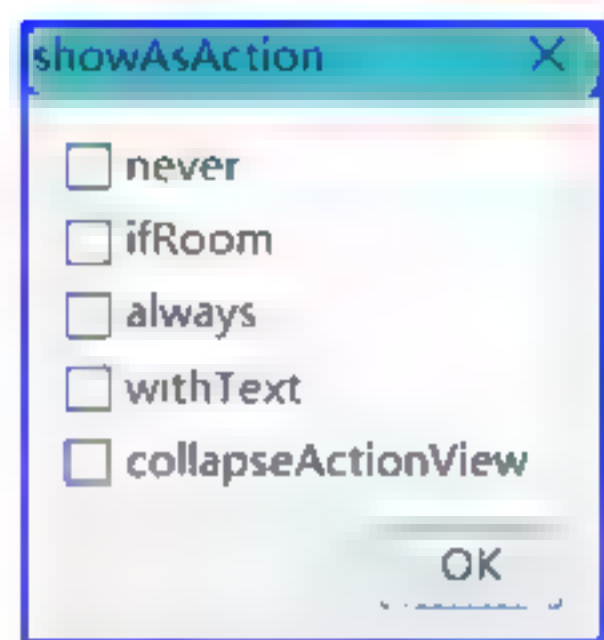 showAsAction
never
ifRoom
always
withText
collapseActionView
OK